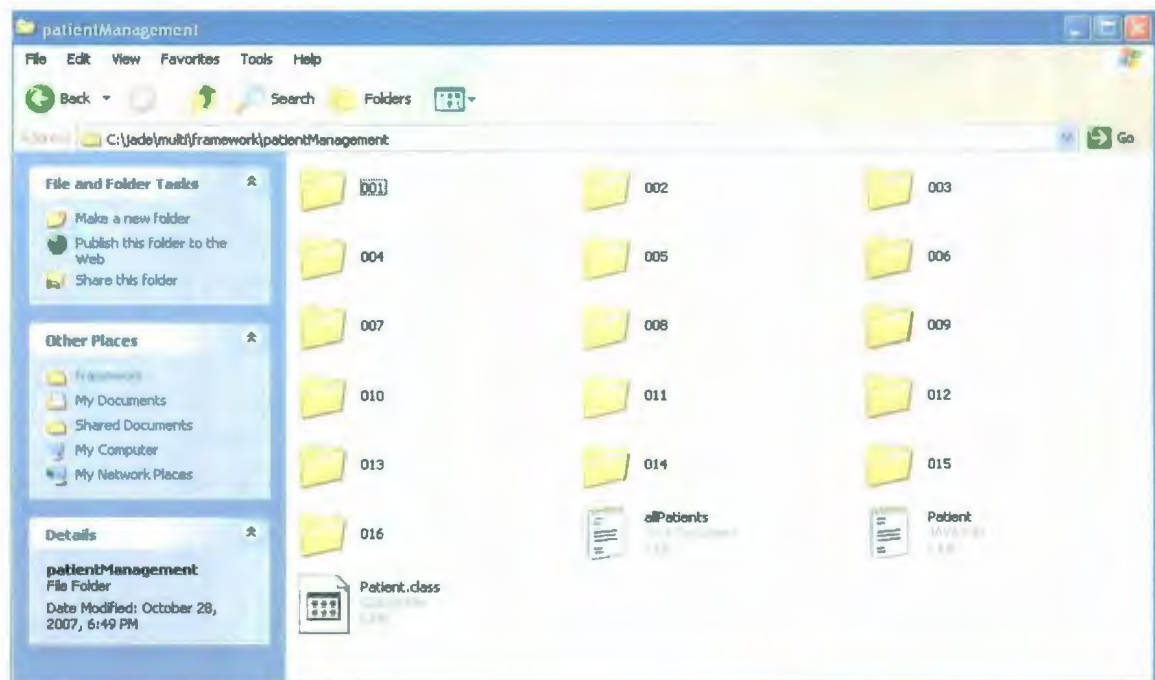 patientManagement
File Edit View Favorites Tools Help
Back Search Folders
Address C:\jade\multi\framework\patientManagement Go
File and Folder Tasks
Make a new folder
Publish this folder to the
Web
Share this folder
Other Places
framework
My Documents
Shared Documents
My Computer
My Network Places
Details
patientManagement
File Folder
Date Modified: October 28,
2007, 6:49 PM
001 002 003
004 005 006
007 008 009
010 011 012
013 014 015
016 allPatients Patient
Patient.class